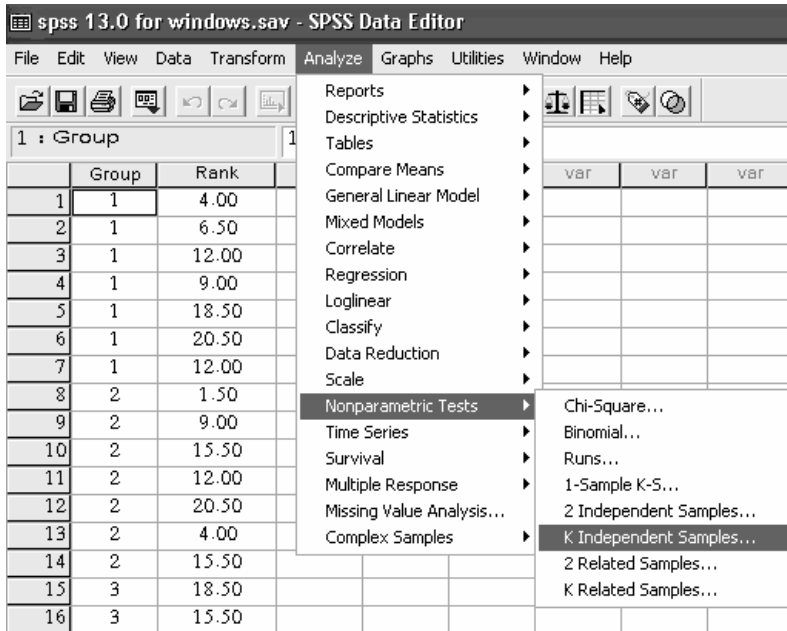 spss 13.0 for windows.sav - SPSS Data Editor
File Edit View Data Transform Analyze Graphs Utilities Window Help
1 : Group 1
Group Rank var var var
1 1 4.00
2 1 6.50
3 1 12.00
4 1 9.00
5 1 18.50
6 1 20.50
7 1 12.00
8 2 1.50
9 2 9.00
10 2 15.50
11 2 12.00
12 2 20.50
13 2 4.00
14 2 15.50
15 3 18.50
16 3 15.50
Reports
Descriptive Statistics
Tables
Compare Means
General Linear Model
Mixed Models
Correlate
Regression
Loglinear
Classify
Data Reduction
Scale
Nonparametric Tests
Time Series
Survival
Multiple Response
Missing Value Analysis...
Complex Samples
Chi-Square...
Binomial...
Runs...
1-Sample K-S...
2 Independent Samples...
K Independent Samples...
2 Related Samples...
K Related Samples...